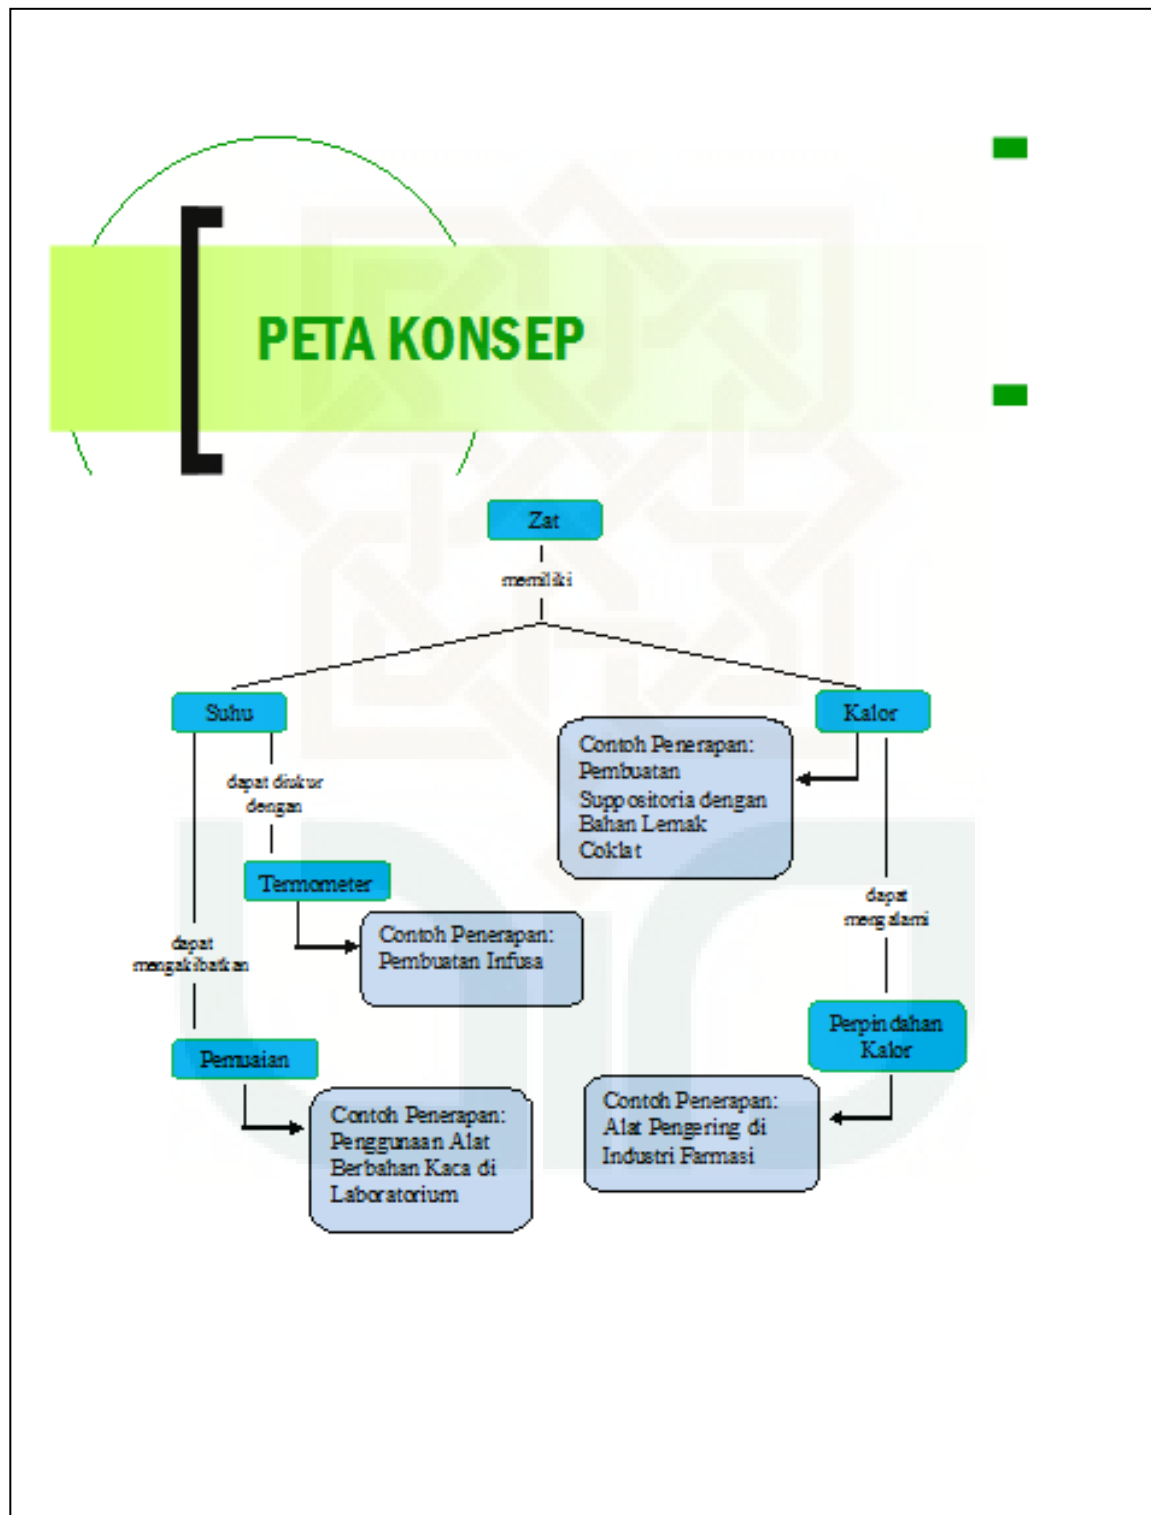 PETA KONSEP
Zat
memiliki
Suhu
Kalor
dapat diukur
dengan
Contoh Penerapan:
Pembuatan
Suppositoria dengan
Bahan Lemak
Coklat
Termometer
dapat
mengakibatkan
Contoh Penerapan:
Pembuatan Infusa
dapat
mengalami
Pemuaian
Perpindahan
Kalor
Contoh Penerapan:
Penggunaan Alat
Berbahan Kaca di
Laboratorium
Contoh Penerapan:
Alat Pengering di
Industri Farmasi